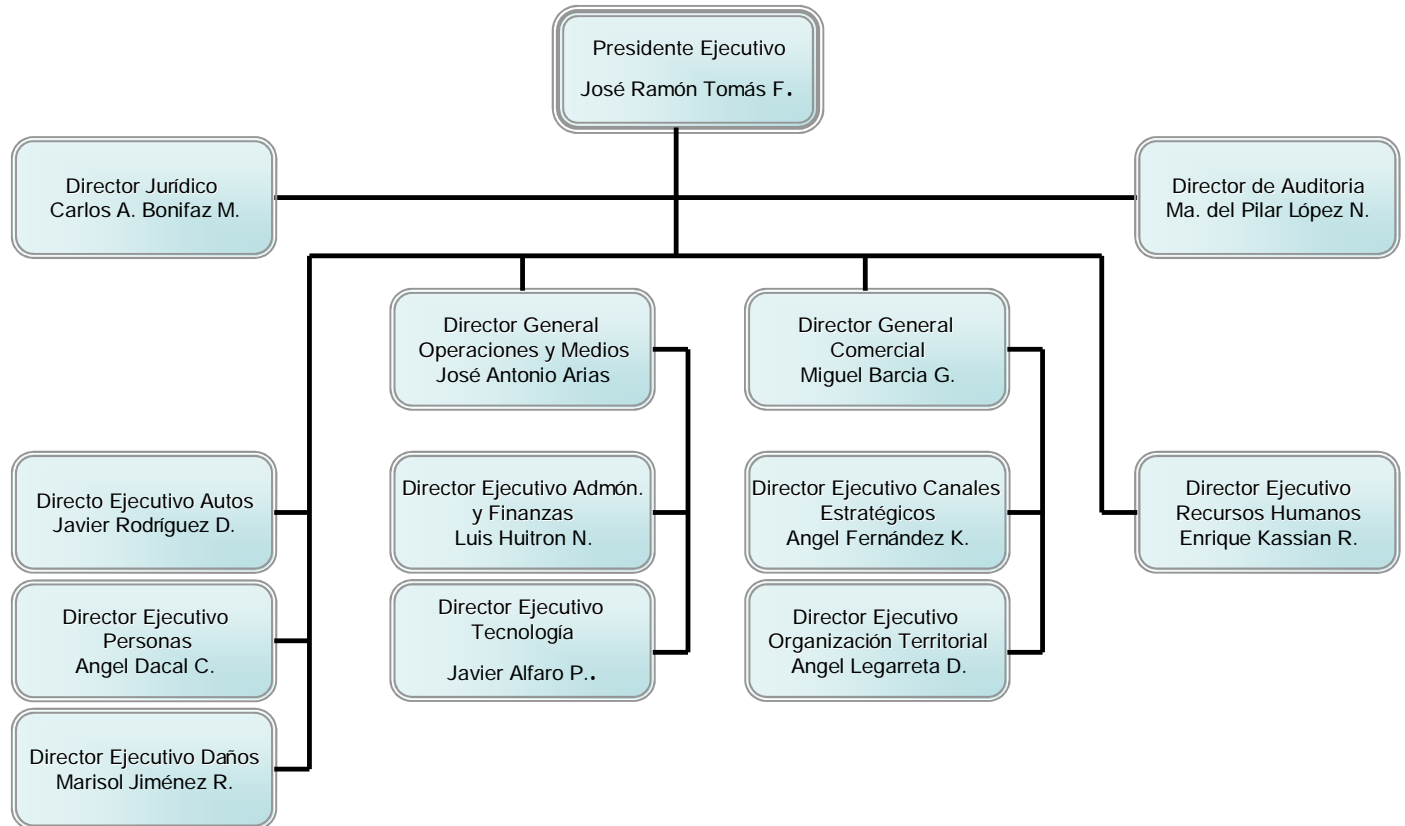 Presidente Ejecutivo
José Ramón Tomás F.
Director Jurídico
Carlos A. Bonifaz M.
Director de Auditoria
Ma. del Pilar López N.
Director General
Operaciones y Medios
José Antonio Arias
Director General
Comercial
Miguel Barcia G.
Directo Ejecutivo Autos
Javier Rodríguez D.
Director Ejecutivo Admón.
y Finanzas
Luis Huitron N.
Director Ejecutivo Canales
Estratégicos
Angel Fernández K.
Director Ejecutivo
Recursos Humanos
Enrique Kassian R.
Director Ejecutivo
Personas
Angel Dacal C.
Director Ejecutivo
Tecnología
Javier Alfaro P..
Director Ejecutivo
Organización Territorial
Angel Legarreta D.
Director Ejecutivo Daños
Marisol Jiménez R.